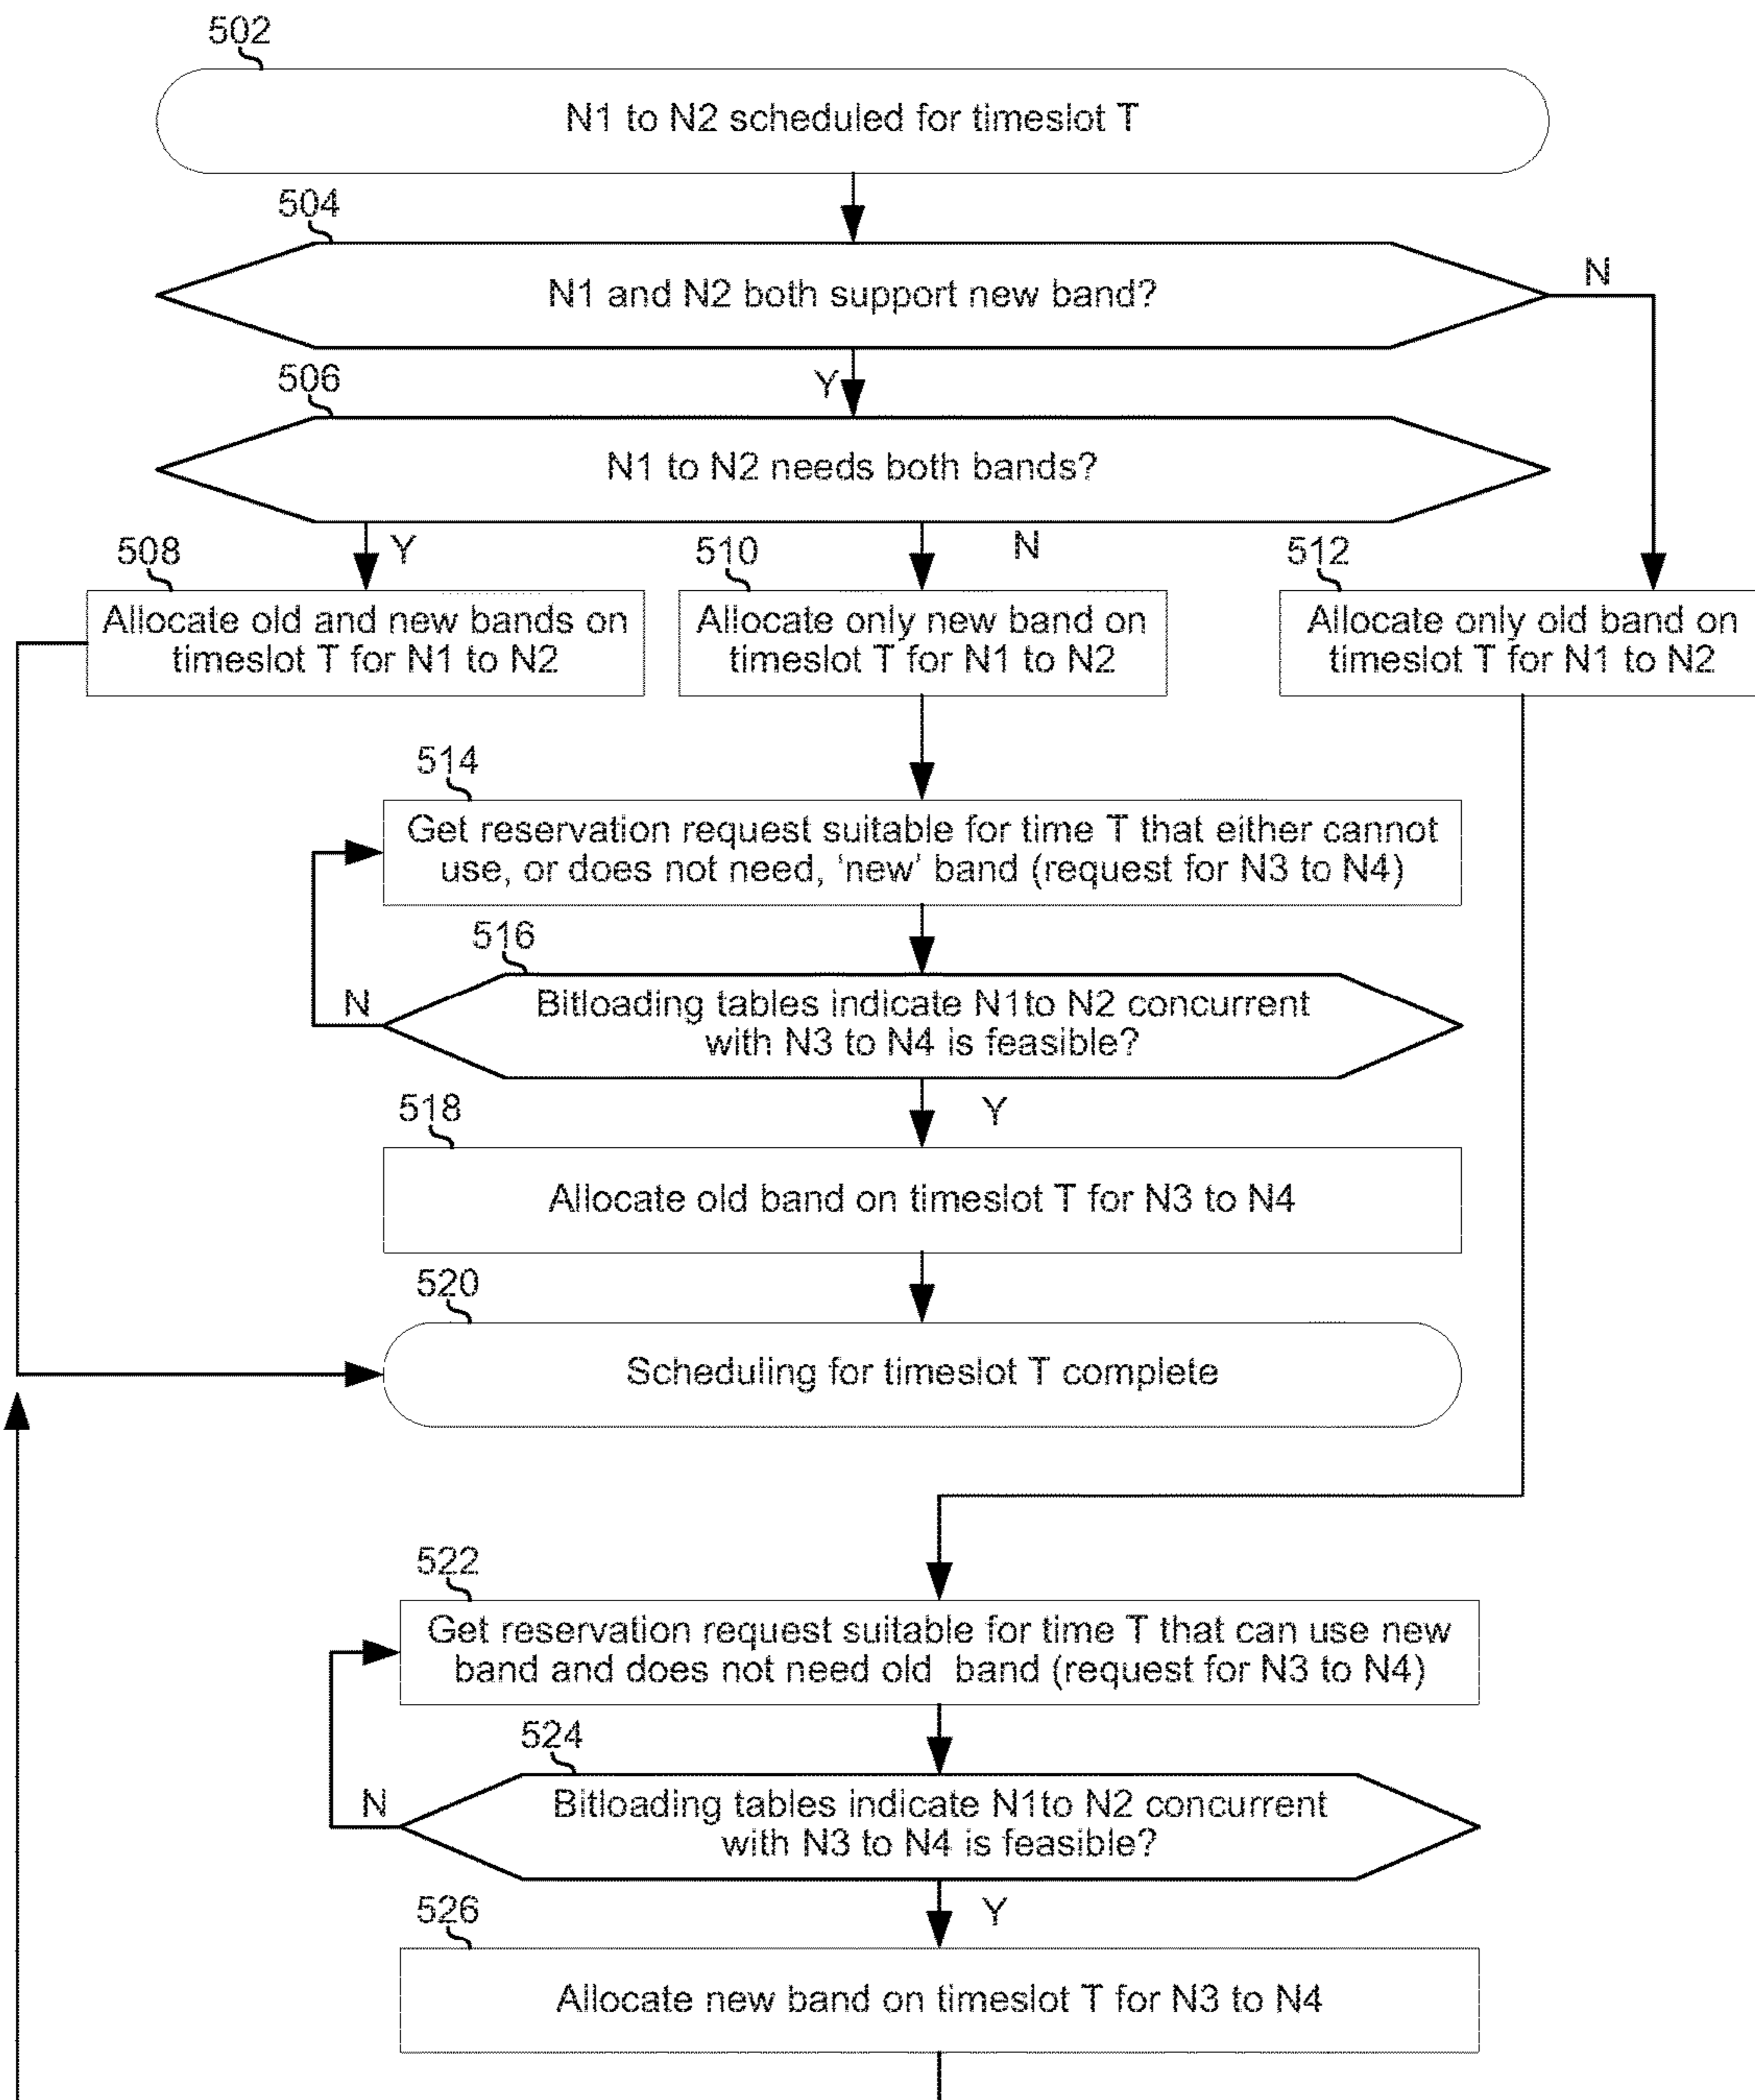 502
N1 to N2 scheduled for timeslot T
504
N1 and N2 both support new band?
N
Y
506
N1 to N2 needs both bands?
Y
N
508
Allocate old and new bands on
timeslot T for N1 to N2
510
Allocate only new band on
timeslot T for N1 to N2
512
Allocate only old band on
timeslot T for N1 to N2
514
Get reservation request suitable for time T that either cannot
use, or does not need, ‘new’ band (request for N3 to N4)
516
N
Bitloading tables indicate N1to N2 concurrent
with N3 to N4 is feasible?
Y
518
Allocate old band on timeslot T for N3 to N4
520
Scheduling for timeslot T complete
522
Get reservation request suitable for time T that can use new
band and does not need old band (request for N3 to N4)
524
N
Bitloading tables indicate N1to N2 concurrent
with N3 to N4 is feasible?
Y
526
Allocate new band on timeslot T for N3 to N4